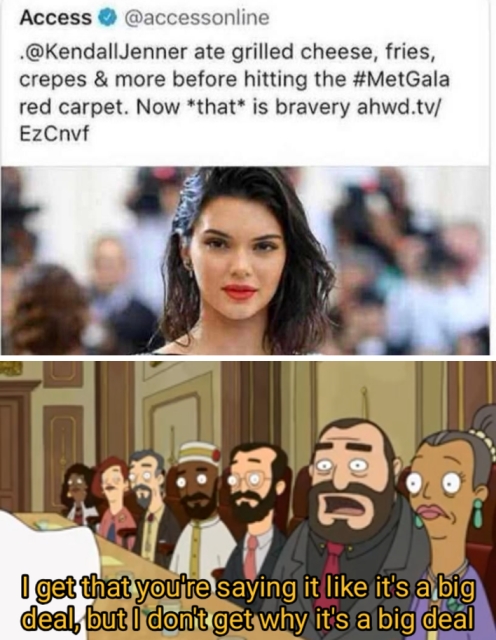 Access @accessonline
.@KendallJenner ate grilled cheese, fries,
crepes & more before hitting the #MetGala
red carpet. Now *that* is bravery ahwd.tv/
EzCnvf
I get that you're saying it like it's a big
deal, but I don't get why it's a big deal